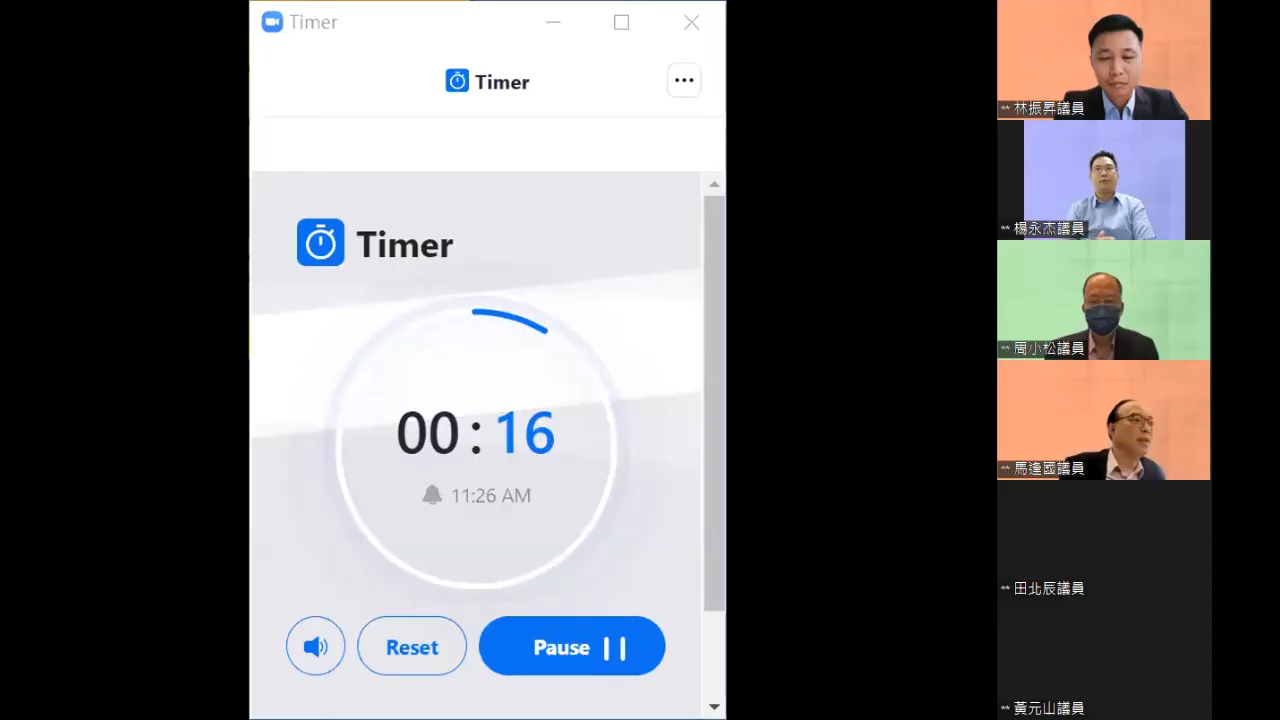 Timer
Timer
Timer
00 : 16
11:26 AM
Reset
Pause
林振昇議員
楊永杰議員
周小松議員
馬逢國議員
田北辰議員
黃元山議員